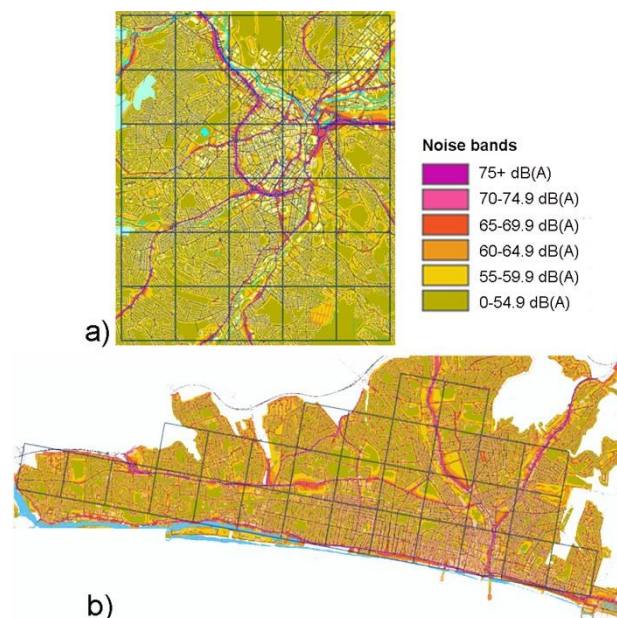 Noise bands
75+ dB(A)
70-74.9 dB(A)
65-69.9 dB(A)
60-64.9 dB(A)
55-59.9 dB(A)
0-54.9 dB(A)
a)
b)